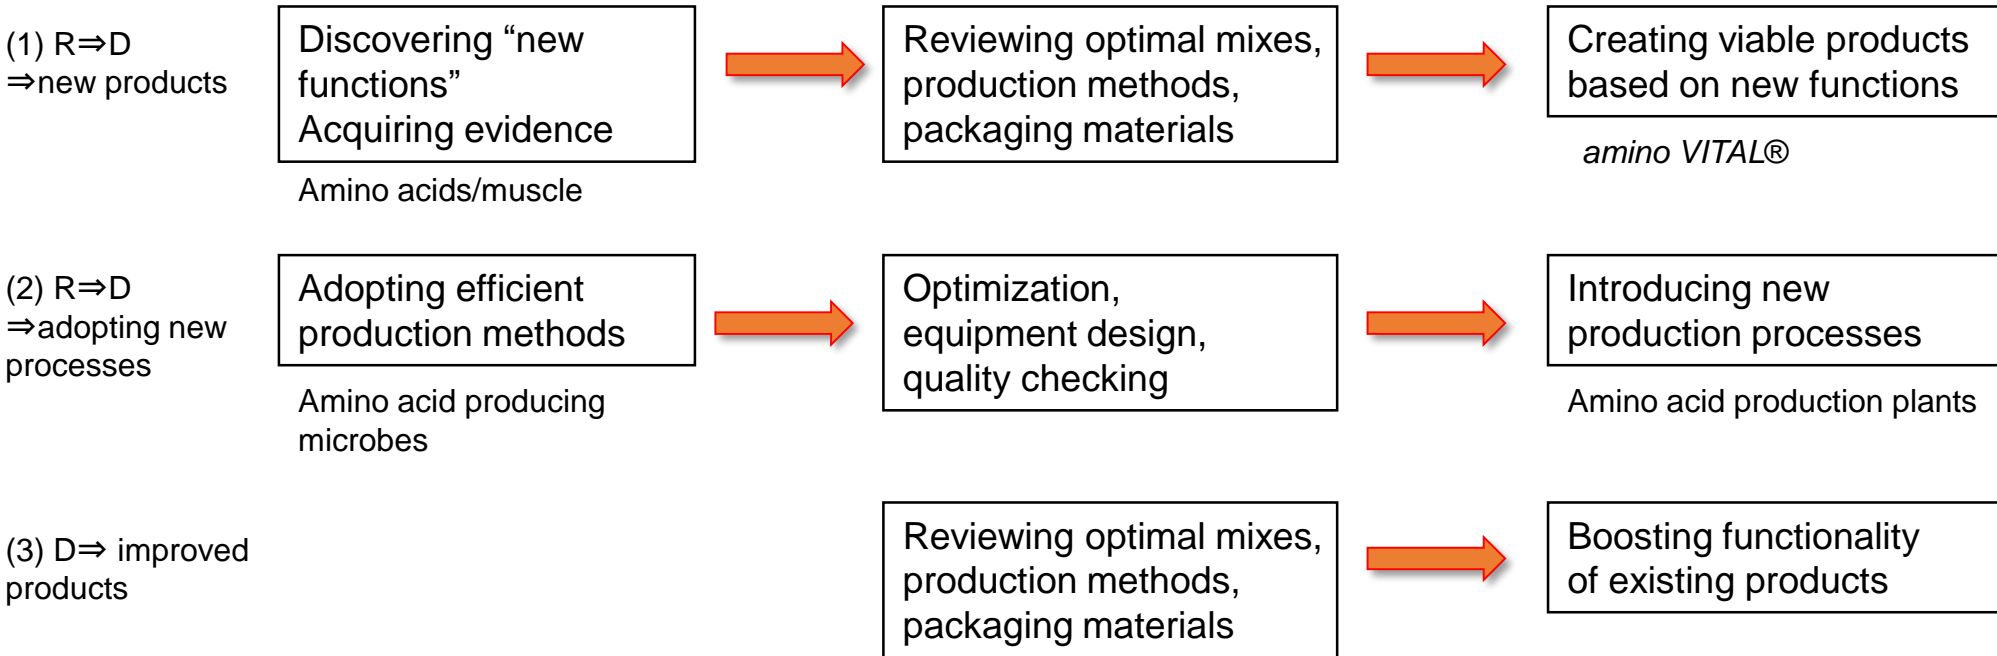 (1) R⇒D
⇒new products
Discovering “new
functions”
Acquiring evidence
Amino acids/muscle
Reviewing optimal mixes,
production methods,
packaging materials
Creating viable products
based on new functions
amino VITAL®
(2) R⇒D
⇒adopting new
processes
Adopting efficient
production methods
Amino acid producing
microbes
Optimization,
equipment design,
quality checking
Introducing new
production processes
Amino acid production plants
(3) D⇒ improved
products
Reviewing optimal mixes,
production methods,
packaging materials
Boosting functionality
of existing products